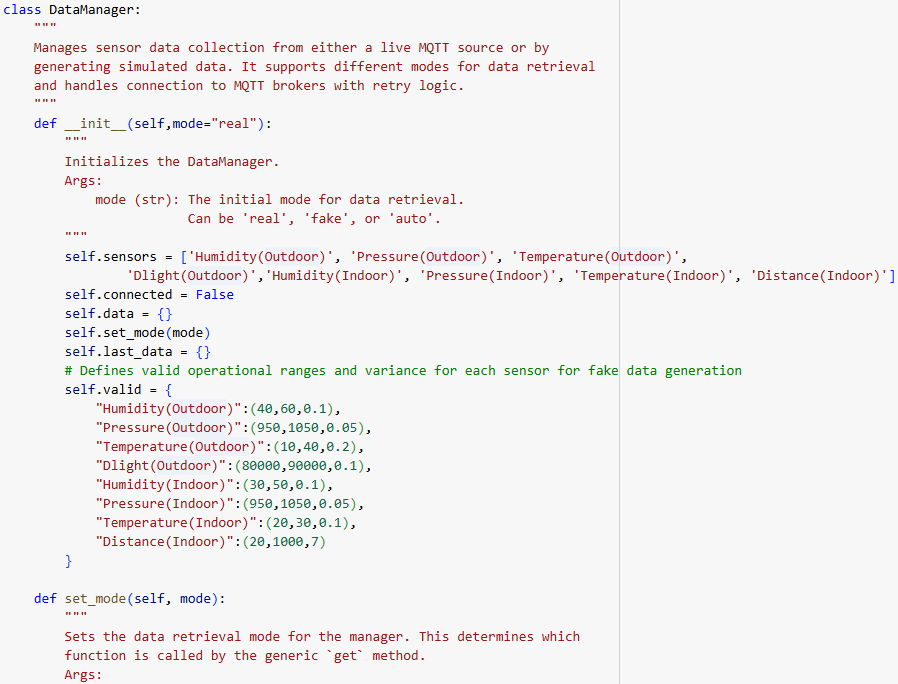 class DataManager:
    """
    Manages sensor data collection from either a live MQTT source or by
    generating simulated data. It supports different modes for data retrieval
    and handles connection to MQTT brokers with retry logic.
    """
    def __init__(self,mode="real"):
        """
        Initializes the DataManager.
        Args:
            mode (str): The initial mode for data retrieval.
                        Can be 'real', 'fake', or 'auto'.
        """
        self.sensors = ['Humidity(Outdoor)', 'Pressure(Outdoor)', 'Temperature(Outdoor)',
                'Dlight(Outdoor)','Humidity(Indoor)', 'Pressure(Indoor)', 'Temperature(Indoor)', 'Distance(Indoor)']
        self.connected = False
        self.data = {}
        self.set_mode(mode)
        self.last_data = {}
        # Defines valid operational ranges and variance for each sensor for fake data generation
        self.valid = {
            "Humidity(Outdoor)":(40,60,0.1),
            "Pressure(Outdoor)":(950,1050,0.05),
            "Temperature(Outdoor)":(10,40,0.2),
            "Dlight(Outdoor)":(80000,90000,0.1),
            "Humidity(Indoor)":(30,50,0.1),
            "Pressure(Indoor)":(950,1050,0.05),
            "Temperature(Indoor)":(20,30,0.1),
            "Distance(Indoor)":(20,1000,7)
        }

    def set_mode(self, mode):
        """
        Sets the data retrieval mode for the manager. This determines which
        function is called by the generic `get` method.
        Args: